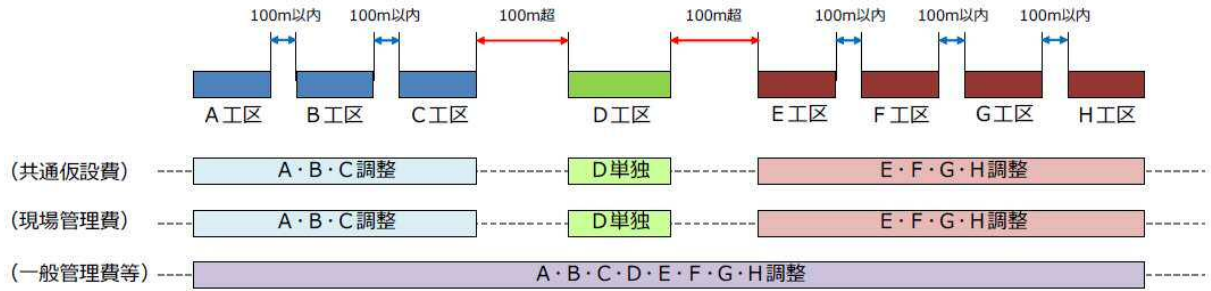 100m以内 100m以内 100m超 100m超 100m以内 100m以内 100m以内
A工区 B工区 C工区 D工区 E工区 F工区 G工区 H工区
(共通仮設費) A・B・C調整 D単独 E・F・G・H調整
(現場管理費) A・B・C調整 D単独 E・F・G・H調整
(一般管理費等) A・B・C・D・E・F・G・H調整